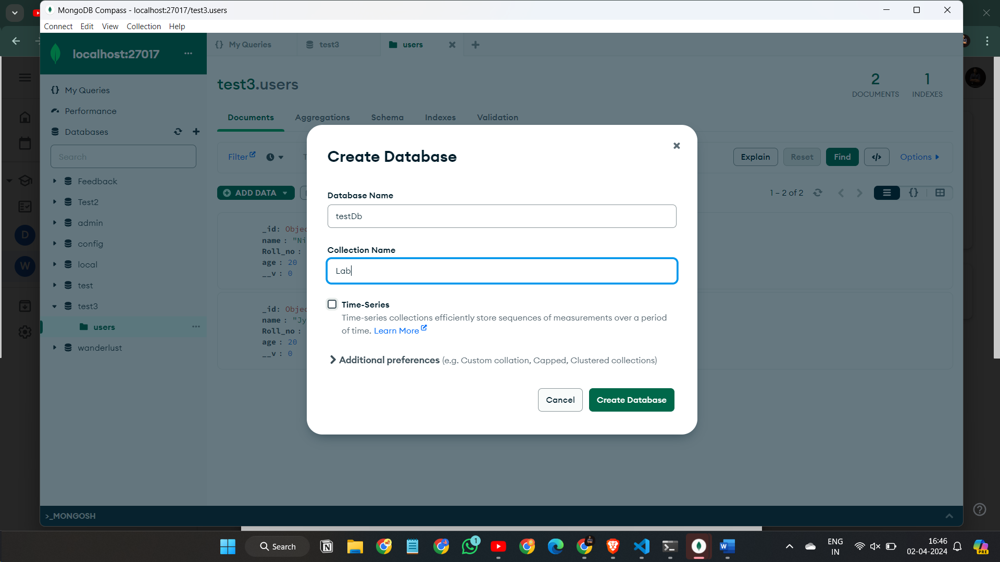 MongoDB Compass - localhost:27017/test3.users
Connect Edit View Collection Help
localhost:27017
My Queries
test3
users
test3.users
2
DOCUMENTS
1
INDEXES
My Queries
Performance
Databases
Search
Feedback
Test2
admin
config
local
test
test3
users
wanderlust
D
W
Documents Aggregations Schema Indexes Validation
Filter
Explain
Reset
Find
</>
Options
ADD DATA
1 – 2 of 2
{}
_id: Objec
name : "Ni
Roll_no :
age : 20
__v : 0
_id: Objec
name : "Jy
Roll_no :
age : 20
__v : 0
Create Database
Database Name
testDb
Collection Name
Lab
Time-Series
Time-series collections efficiently store sequences of measurements over a period
of time. Learn More
Additional preferences (e.g. Custom collation, Capped, Clustered collections)
Cancel
Create Database
>_MONGOSH
Search
1
ENG
IN
16:46
02-04-2024
PRE